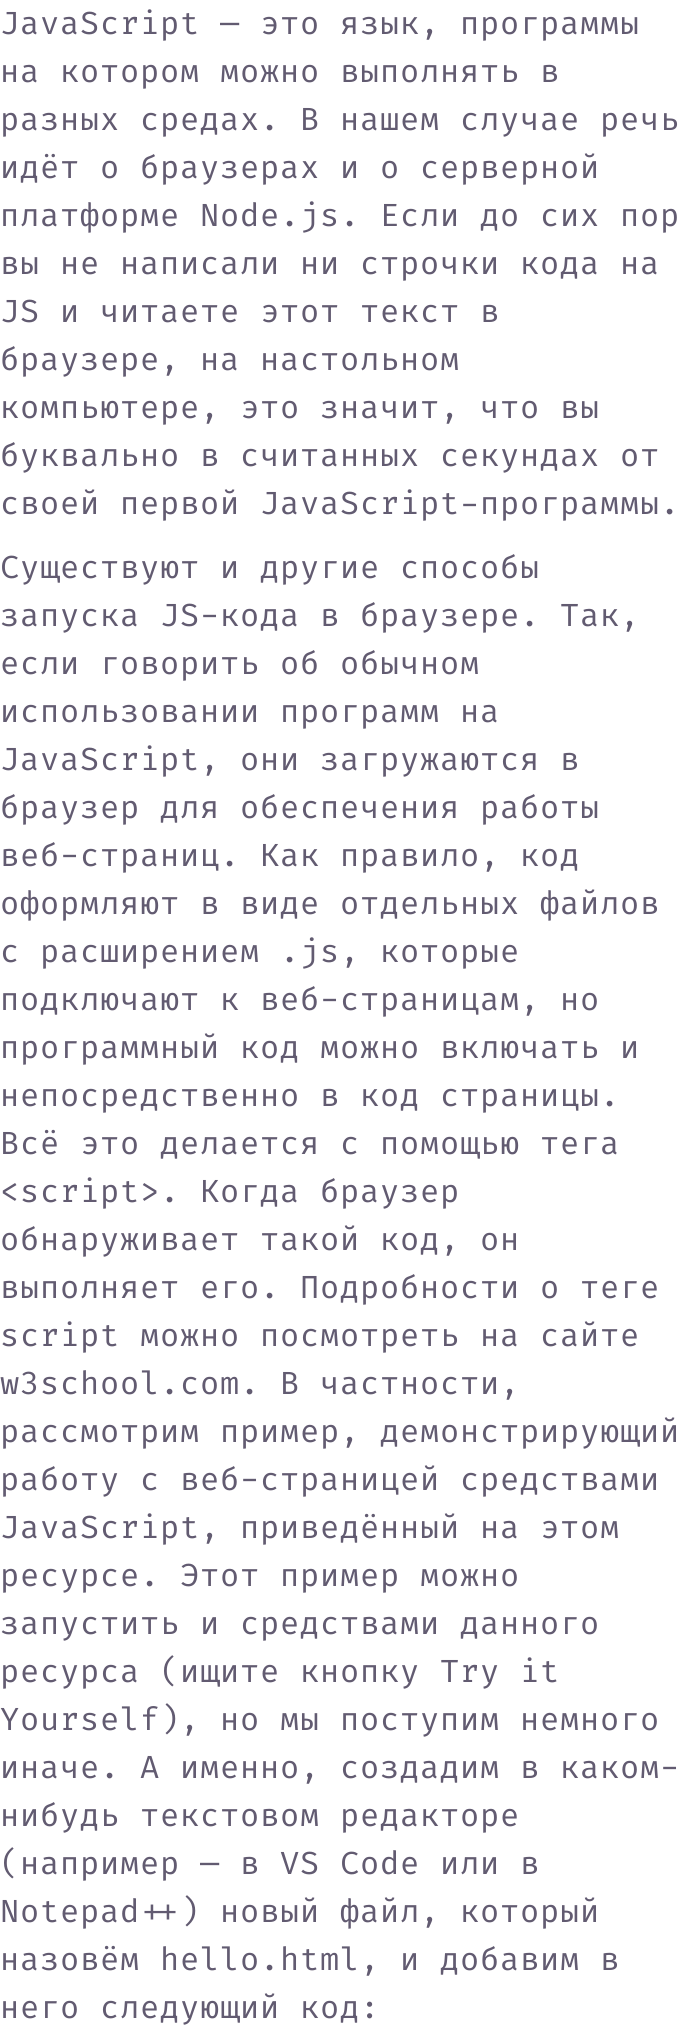 JavaScript — это язык, программы
на котором можно выполнять в
разных средах. В нашем случае речь
идёт о браузерах и о серверной
платформе Node.js. Если до сих пор
вы не написали ни строчки кода на
JS и читаете этот текст в
браузере, на настольном
компьютере, это значит, что вы
буквально в считанных секундах от
своей первой JavaScript-программы.
Существуют и другие способы
запуска JS-кода в браузере. Так,
если говорить об обычном
использовании программ на
JavaScript, они загружаются в
браузер для обеспечения работы
веб-страниц. Как правило, код
оформляют в виде отдельных файлов
с расширением .js, которые
подключают к веб-страницам, но
программный код можно включать и
непосредственно в код страницы.
Всё это делается с помощью тега
<script>. Когда браузер
обнаруживает такой код, он
выполняет его. Подробности о теге
script можно посмотреть на сайте
w3school.com. В частности,
рассмотрим пример, демонстрирующий
работу с веб-страницей средствами
JavaScript, приведённый на этом
ресурсе. Этот пример можно
запустить и средствами данного
ресурса (ищите кнопку Try it
Yourself), но мы поступим немного
иначе. А именно, создадим в каком-
нибудь текстовом редакторе
(например — в VS Code или в
Notepad++) новый файл, который
назовём hello.html, и добавим в
него следующий код: